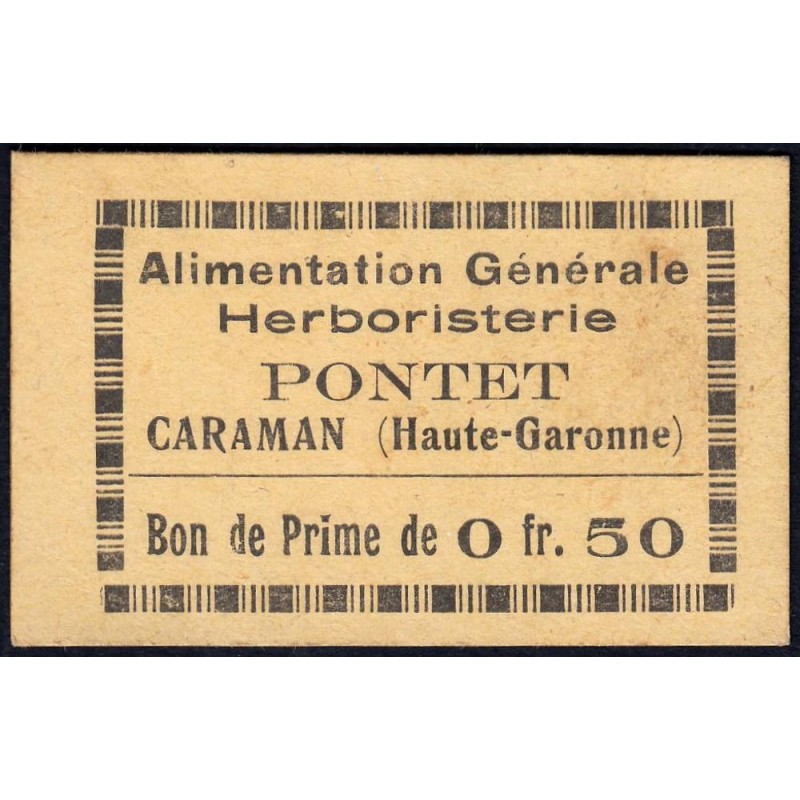 Alimentation Générale
Herboristerie
PONTET
CARAMAN (Haute-Garonne)
Bon de Prime de 0 fr. 50